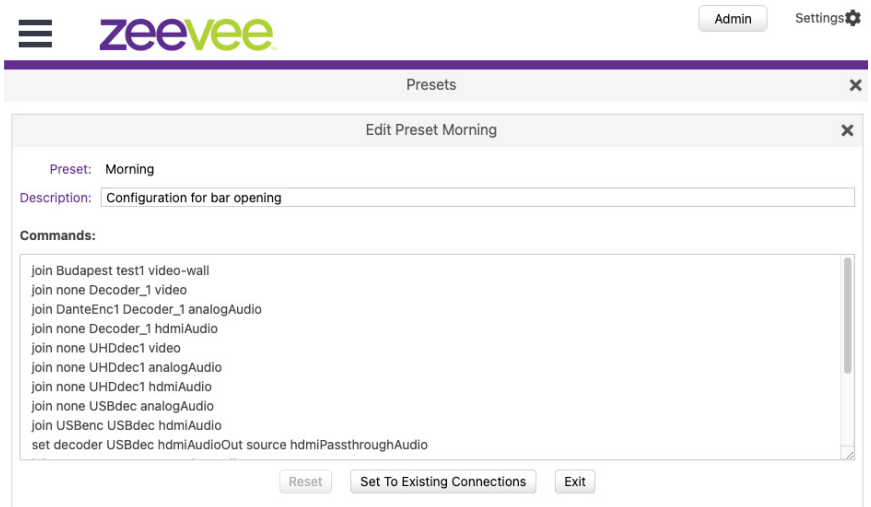 zeevee
Admin
Settings
Presets
Edit Preset Morning
Preset: Morning
Description: Configuration for bar opening
Commands:
join Budapest test1 video-wall
join none Decoder_1 video
join DanteEnc1 Decoder_1 analogAudio
join none Decoder_1 hdmiAudio
join none UHDdec1 video
join none UHDdec1 analogAudio
join none UHDdec1 hdmiAudio
join none USBdec analogAudio
join USBenc USBdec hdmiAudio
set decoder USBdec hdmiAudioOut source hdmiPassthroughAudio
Reset
Set To Existing Connections
Exit